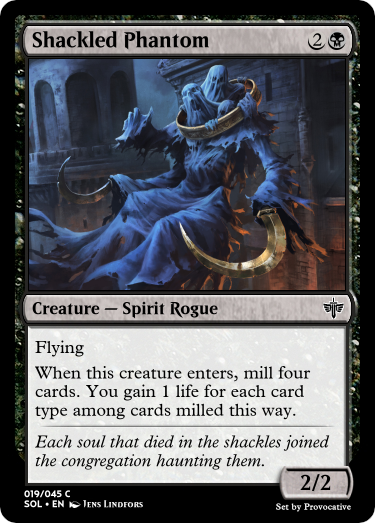 Shackled Phantom 2
Creature — Spirit Rogue
Flying
When this creature enters, mill four
cards. You gain 1 life for each card
type among cards milled this way.
Each soul that died in the shackles joined
the congregation haunting them.
2/2
019/045 C
SOL • EN Jens Lindfors
Set by Provocative